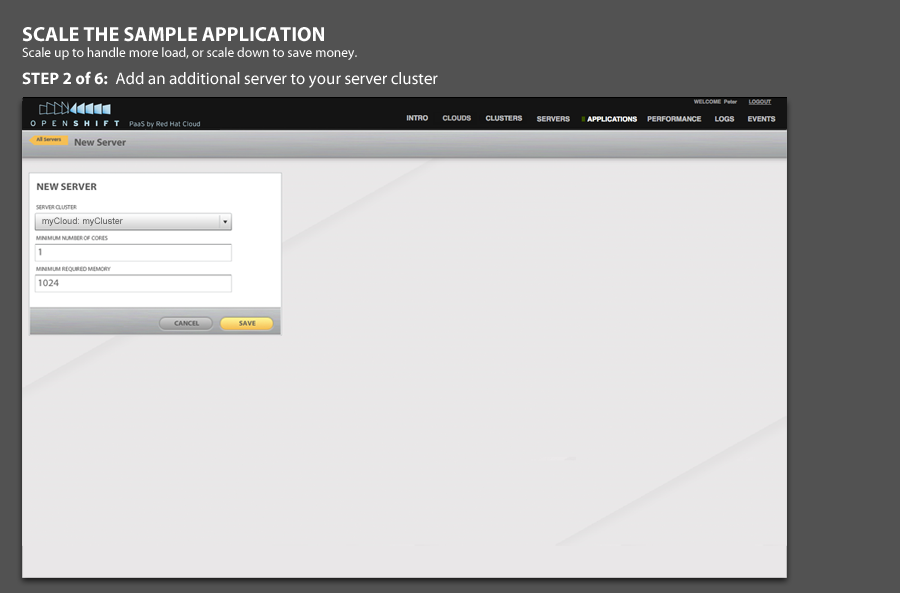 SCALE THE SAMPLE APPLICATION
Scale up to handle more load, or scale down to save money.
STEP 2 of 6: Add an additional server to your server cluster
WELCOME Peter LOGOUT
OPENSHIFT PaaS by Red Hat Cloud
INTRO CLOUDS CLUSTERS SERVERS APPLICATIONS PERFORMANCE LOGS EVENTS
All Servers New Server
NEW SERVER
SERVER CLUSTER
myCloud: myCluster
MINIMUM NUMBER OF CORES
1
MINIMUM REQUIRED MEMORY
1024
CANCEL SAVE